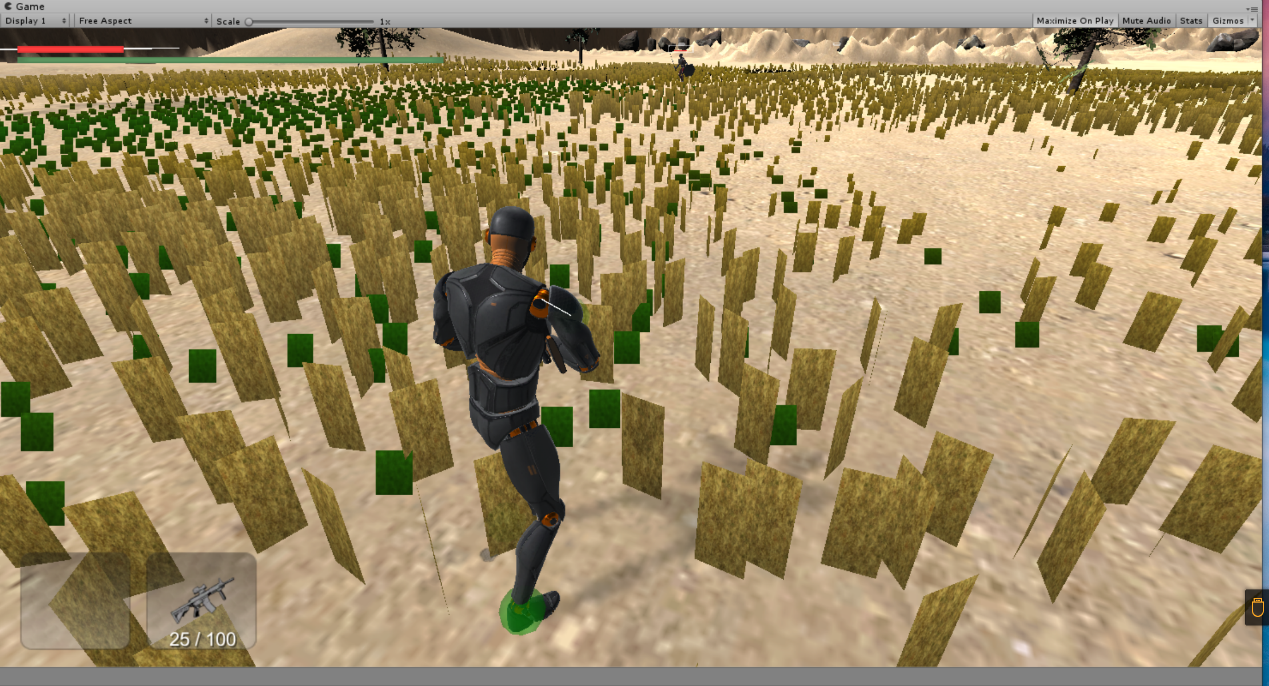 Game
Display 1 Free Aspect Scale 1x Maximize On Play Mute Audio Stats Gizmos
25 / 100